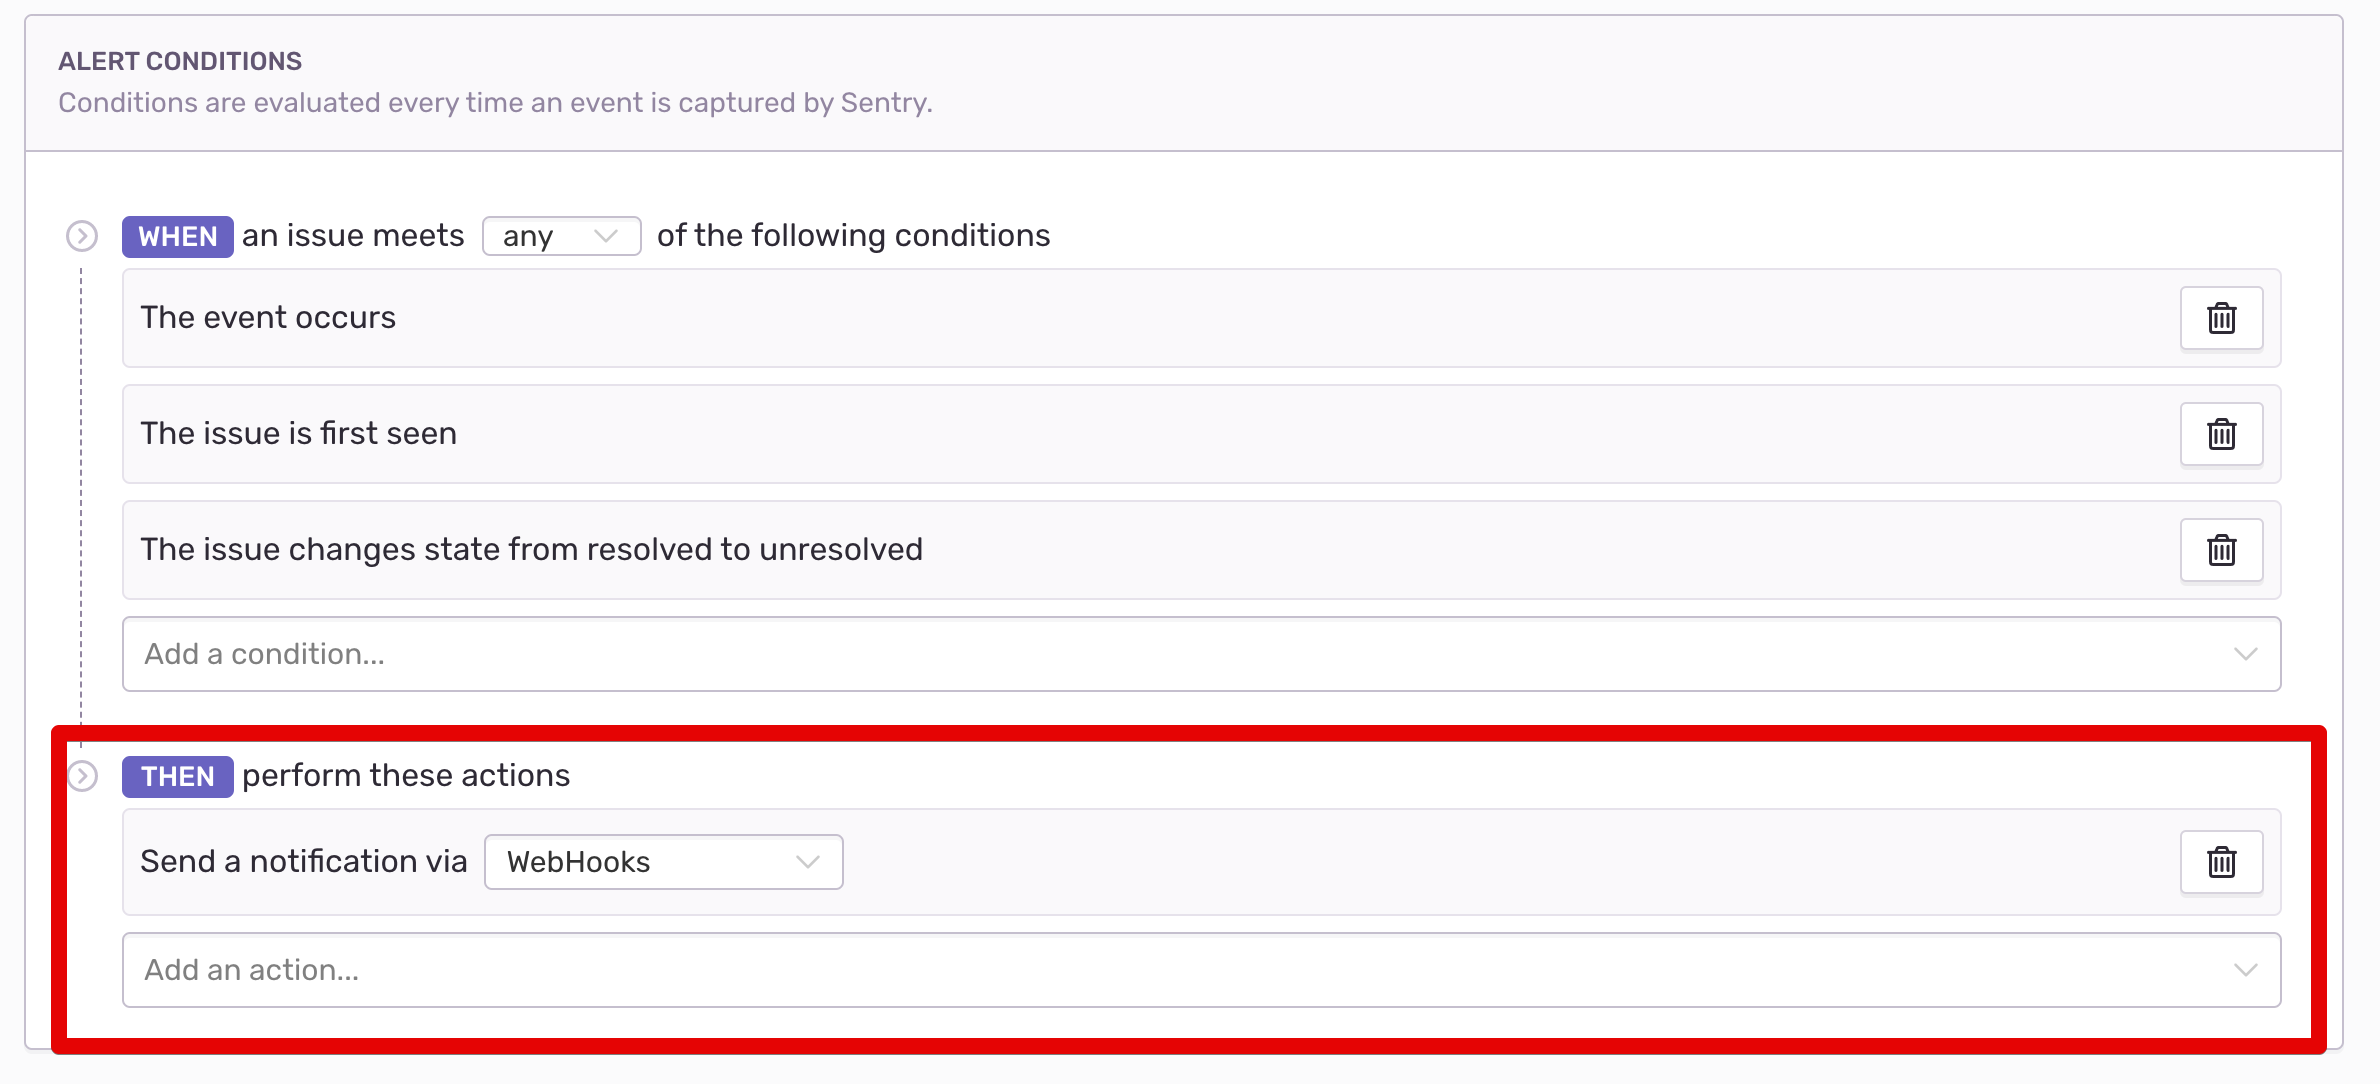 ALERT CONDITIONS
Conditions are evaluated every time an event is captured by Sentry.
WHEN an issue meets any of the following conditions
The event occurs
The issue is first seen
The issue changes state from resolved to unresolved
Add a condition...
THEN perform these actions
Send a notification via WebHooks
Add an action...